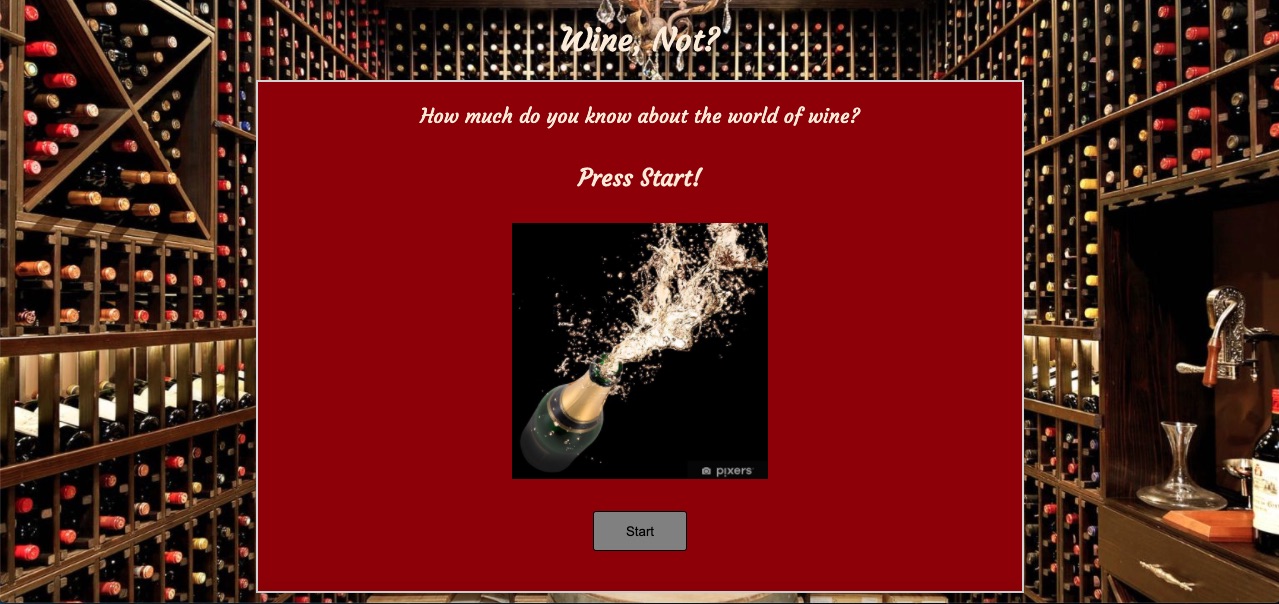 Wine, Not?
How much do you know about the world of wine?
Press Start!
pixers
Start